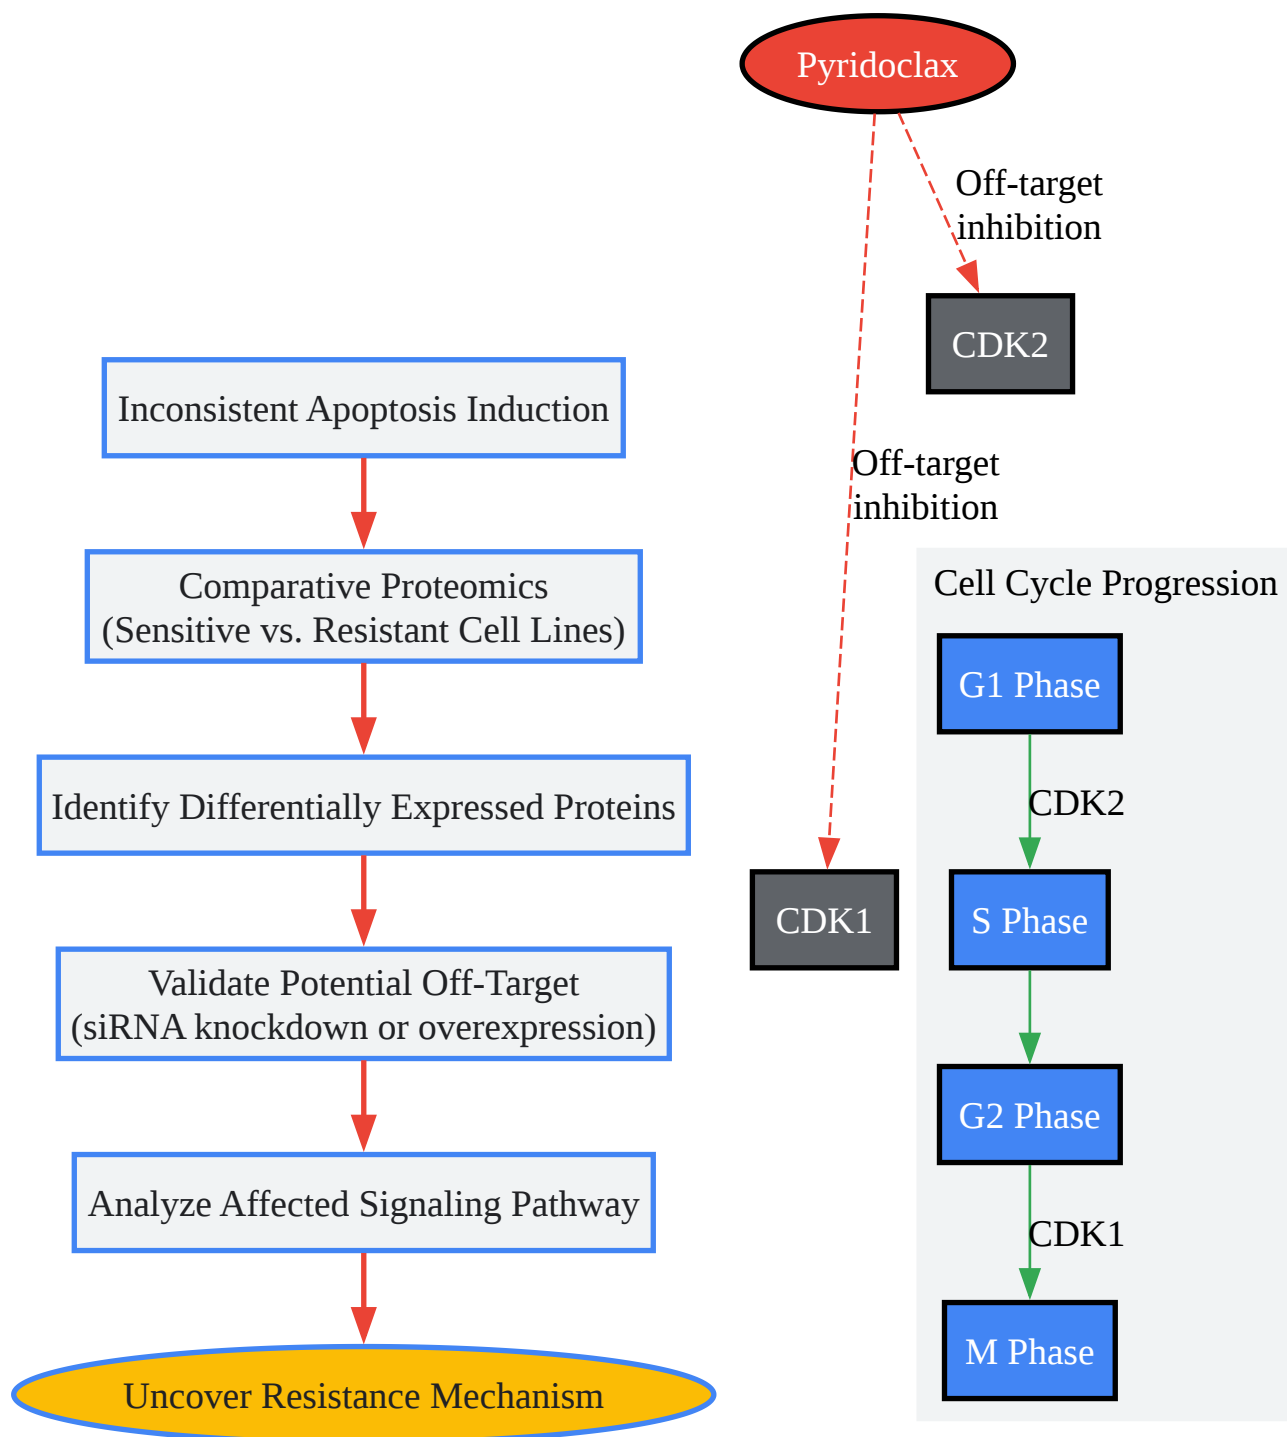 Pyridoclax
Off-target
inhibition
CDK2
Inconsistent Apoptosis Induction
Off-target
inhibition
Comparative Proteomics
(Sensitive vs. Resistant Cell Lines)
Cell Cycle Progression
G1 Phase
CDK2
Identify Differentially Expressed Proteins
CDK1
S Phase
Validate Potential Off-Target
(siRNA knockdown or overexpression)
G2 Phase
Analyze Affected Signaling Pathway
CDK1
M Phase
Uncover Resistance Mechanism